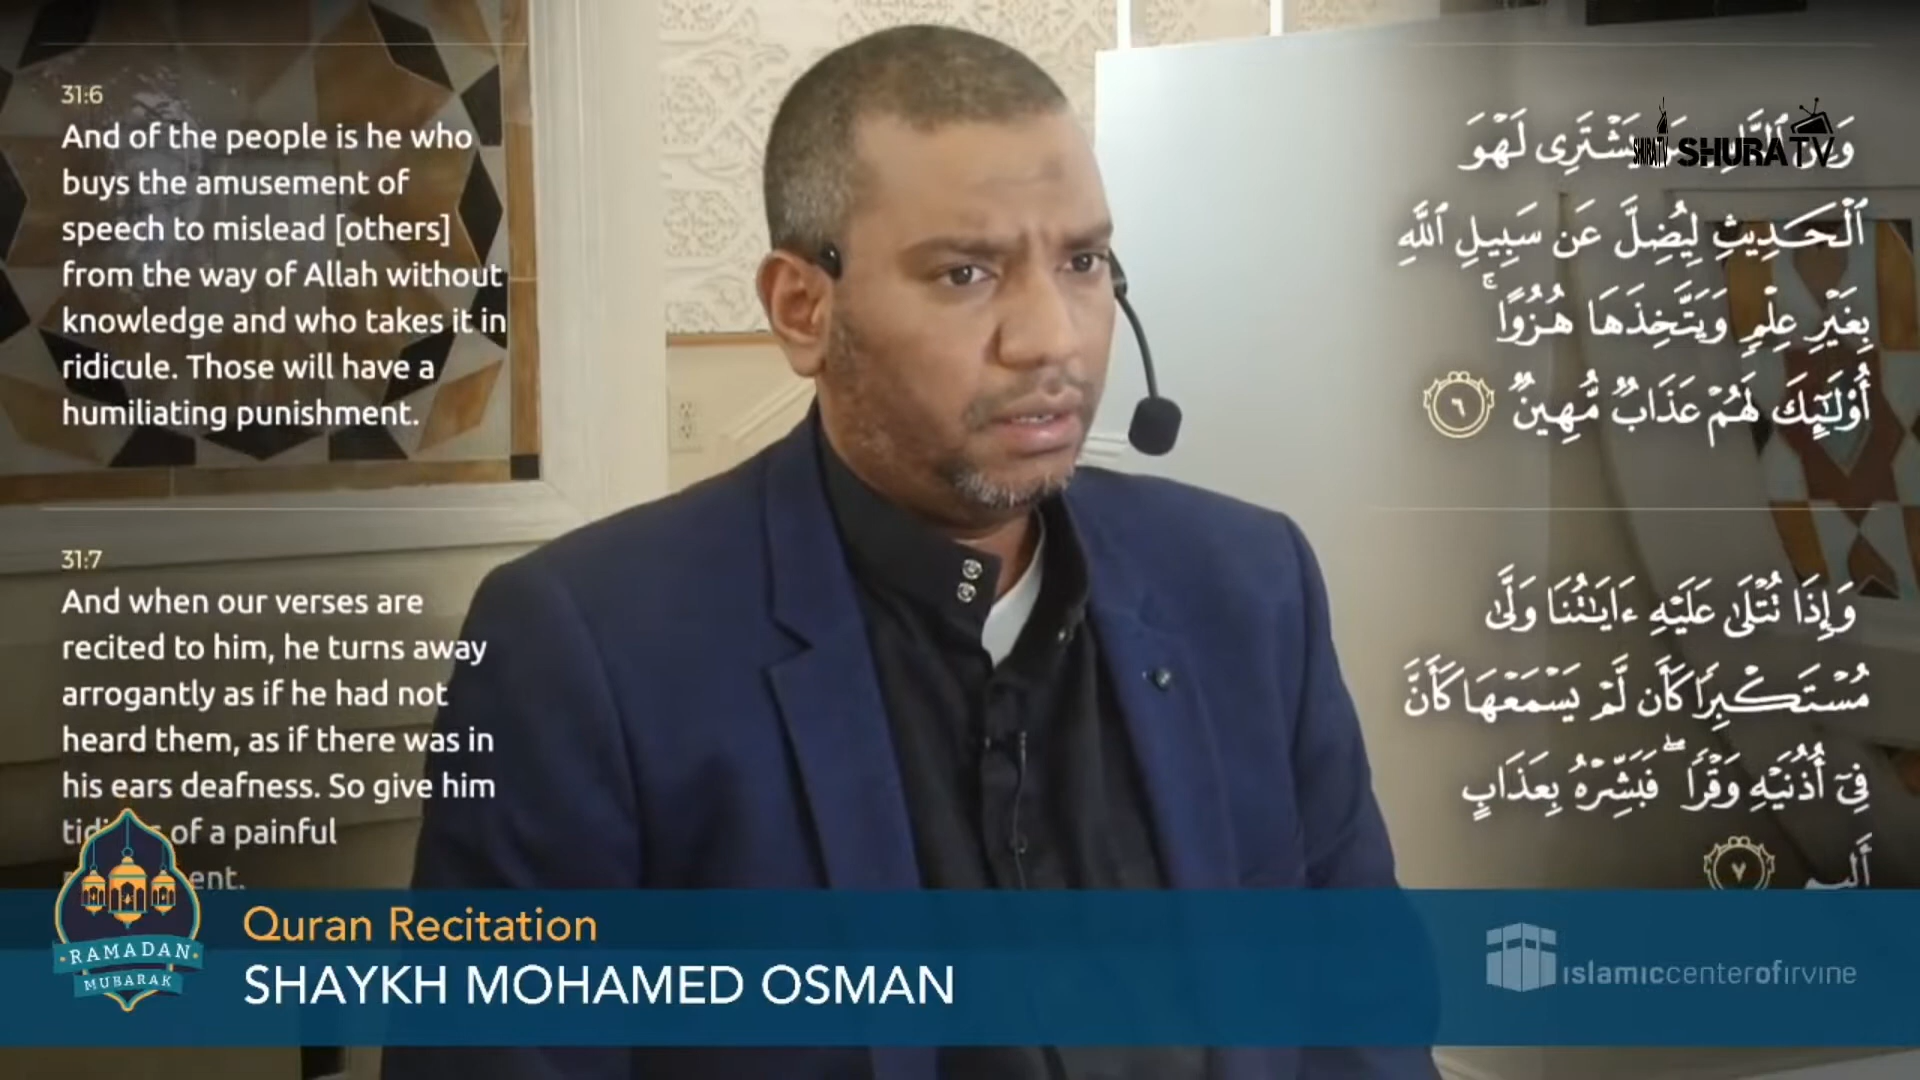 31:6
And of the people is he who
buys the amusement of
speech to mislead [others]
from the way of Allah without
knowledge and who takes it in
ridicule. Those will have a
humiliating punishment.
31:7
And when our verses are
recited to him, he turns away
arrogantly as if he had not
heard them, as if there was in
his ears deafness. So give him
of a painful
يَشْتَرِى لَهْوَ
ٱلْحَدِيثِ لِيُضِلَّ عَن سَبِيلِ ٱللَّهِ
بِغَيْرِ عِلْمٍ وَيَتَّخِذَهَا هُزُوًا ۚ
أُو۟لَـٰٓئِكَ لَهُمْ عَذَابٌ مُّهِينٌ ٦
وَإِذَا تُتْلَىٰ عَلَيْهِ ءَايَـٰتُنَا وَلَّىٰ
مُسْتَكْبِرًا كَأَن لَّمْ يَسْمَعْهَا كَأَنَّ
فِىٓ أُذُنَيْهِ وَقْرًا ۖ فَبَشِّرْهُ بِعَذَابٍ
أَلِيمٍ ٧
SHURA TV
SHURA TV
RAMADAN
MUBARAK
Quran Recitation
SHAYKH MOHAMED OSMAN
islamiccenterofirvine